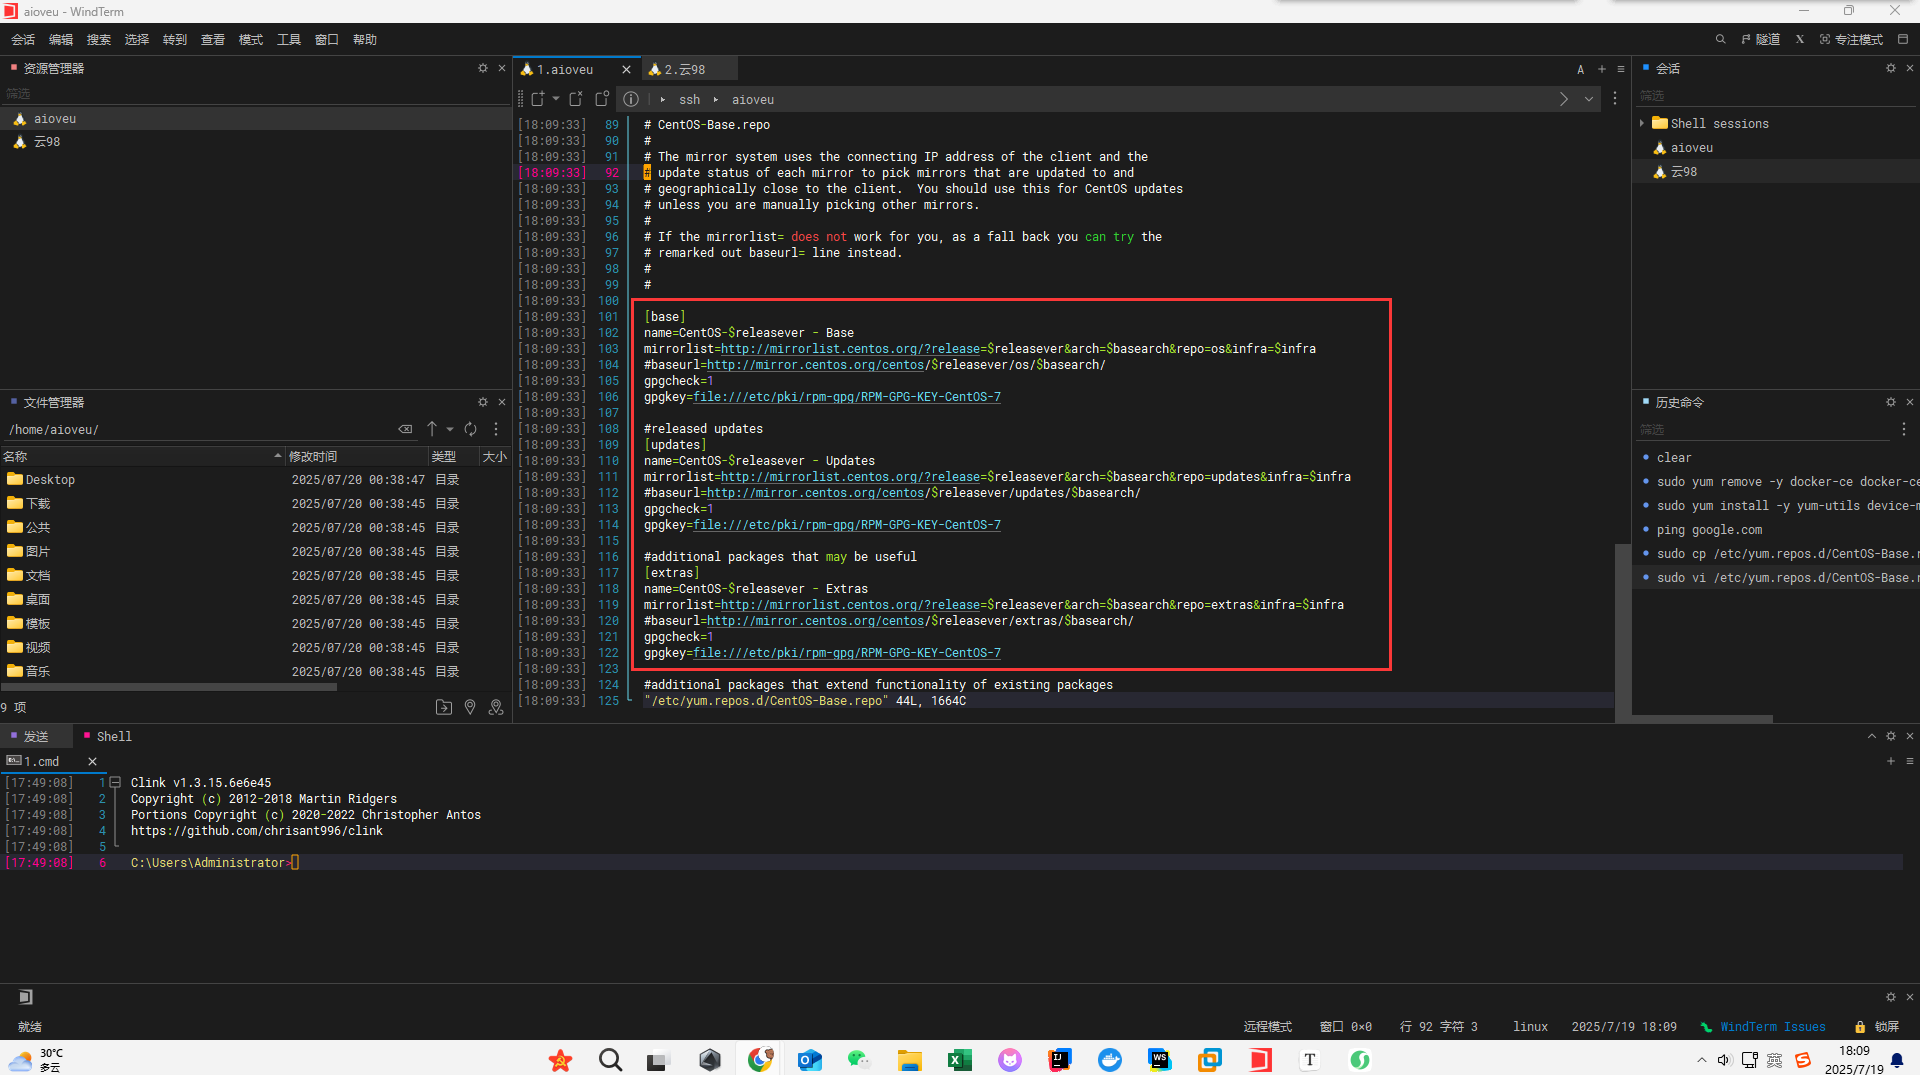 aioveu - WindTerm
会话 编辑 搜索 选择 转到 查看 模式 工具 窗口 帮助
隧道 X 专注模式
资源管理器
筛选
aioveu
云98
文件管理器
/home/aioveu/
名称 修改时间 类型 大小
Desktop 2025/07/20 00:38:47 目录
下载 2025/07/20 00:38:45 目录
公共 2025/07/20 00:38:45 目录
图片 2025/07/20 00:38:45 目录
文档 2025/07/20 00:38:45 目录
桌面 2025/07/20 00:38:45 目录
模板 2025/07/20 00:38:45 目录
视频 2025/07/20 00:38:45 目录
音乐 2025/07/20 00:38:45 目录
9 项
1.aioveu 2.云98 A
ssh aioveu
[18:09:33] 89 # CentOS-Base.repo
[18:09:33] 90 #
[18:09:33] 91 # The mirror system uses the connecting IP address of the client and the
[18:09:33] 92 # update status of each mirror to pick mirrors that are updated to and
[18:09:33] 93 # geographically close to the client.  You should use this for CentOS updates
[18:09:33] 94 # unless you are manually picking other mirrors.
[18:09:33] 95 #
[18:09:33] 96 # If the mirrorlist= does not work for you, as a fall back you can try the
[18:09:33] 97 # remarked out baseurl= line instead.
[18:09:33] 98 #
[18:09:33] 99 #
[18:09:33] 100
[18:09:33] 101 [base]
[18:09:33] 102 name=CentOS-$releasever - Base
[18:09:33] 103 mirrorlist=http://mirrorlist.centos.org/?release=$releasever&arch=$basearch&repo=os&infra=$infra
[18:09:33] 104 #baseurl=http://mirror.centos.org/centos/$releasever/os/$basearch/
[18:09:33] 105 gpgcheck=1
[18:09:33] 106 gpgkey=file:///etc/pki/rpm-gpg/RPM-GPG-KEY-CentOS-7
[18:09:33] 107
[18:09:33] 108 #released updates
[18:09:33] 109 [updates]
[18:09:33] 110 name=CentOS-$releasever - Updates
[18:09:33] 111 mirrorlist=http://mirrorlist.centos.org/?release=$releasever&arch=$basearch&repo=updates&infra=$infra
[18:09:33] 112 #baseurl=http://mirror.centos.org/centos/$releasever/updates/$basearch/
[18:09:33] 113 gpgcheck=1
[18:09:33] 114 gpgkey=file:///etc/pki/rpm-gpg/RPM-GPG-KEY-CentOS-7
[18:09:33] 115
[18:09:33] 116 #additional packages that may be useful
[18:09:33] 117 [extras]
[18:09:33] 118 name=CentOS-$releasever - Extras
[18:09:33] 119 mirrorlist=http://mirrorlist.centos.org/?release=$releasever&arch=$basearch&repo=extras&infra=$infra
[18:09:33] 120 #baseurl=http://mirror.centos.org/centos/$releasever/extras/$basearch/
[18:09:33] 121 gpgcheck=1
[18:09:33] 122 gpgkey=file:///etc/pki/rpm-gpg/RPM-GPG-KEY-CentOS-7
[18:09:33] 123
[18:09:33] 124 #additional packages that extend functionality of existing packages
[18:09:33] 125 "/etc/yum.repos.d/CentOS-Base.repo" 44L, 1664C
会话
筛选
Shell sessions
aioveu
云98
历史命令
筛选
clear
sudo yum remove -y docker-ce docker-ce
sudo yum install -y yum-utils device-m
ping google.com
sudo cp /etc/yum.repos.d/CentOS-Base.r
sudo vi /etc/yum.repos.d/CentOS-Base.r
发送 Shell
1.cmd
[17:49:08] 1 Clink v1.3.15.6e6e45
[17:49:08] 2 Copyright (c) 2012-2018 Martin Ridgers
[17:49:08] 3 Portions Copyright (c) 2020-2022 Christopher Antos
[17:49:08] 4 https://github.com/chrisant996/clink
[17:49:08] 5
[17:49:08] 6 C:\Users\Administrator>
就绪 远程模式 窗口 0×0 行 92 字符 3 linux 2025/7/19 18:09 WindTerm Issues 锁屏
30°C
多云
英
18:09
2025/7/19